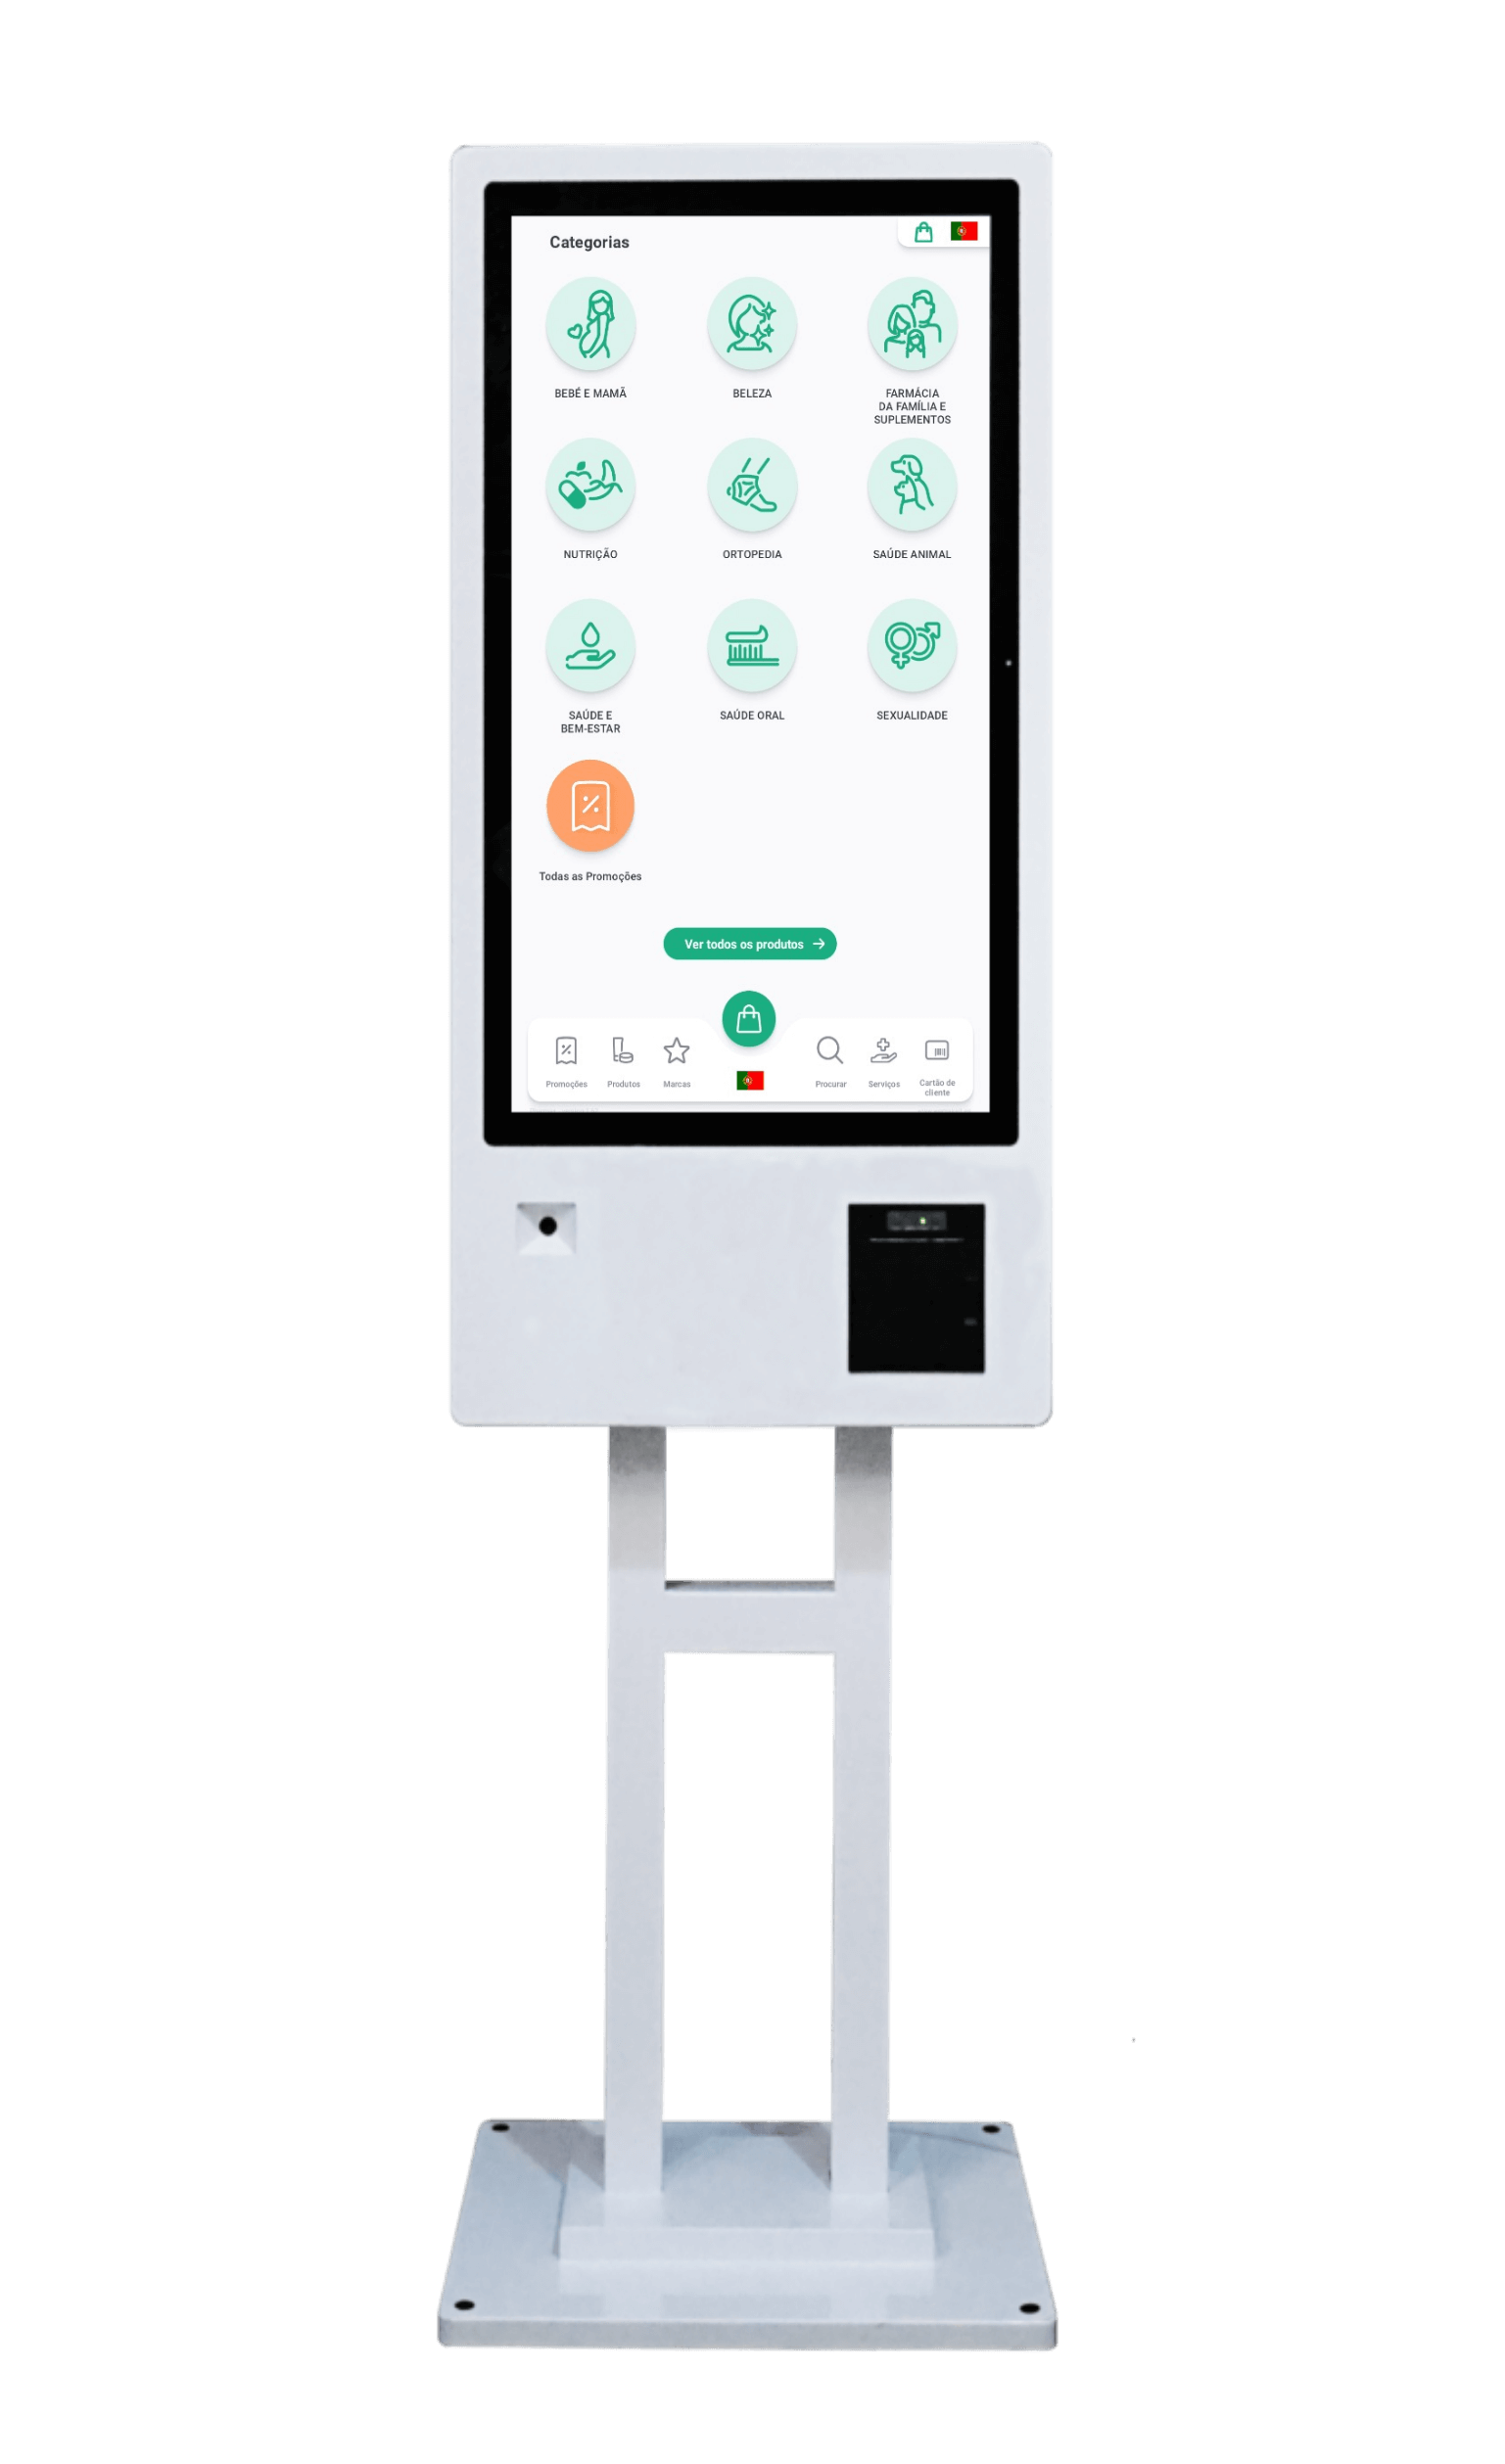 Categorias
BEBÉ E MAMÃ
BELEZA
FARMÁCIA
DA FAMÍLIA E
SUPLEMENTOS
NUTRIÇÃO
ORTOPEDIA
SAÚDE ANIMAL
SAÚDE E
BEM-ESTAR
SAÚDE ORAL
SEXUALIDADE
Todas as Promoções
Ver todos os produtos
Promoções
Produtos
Marcas
Procurar
Serviços
Cartão de
cliente